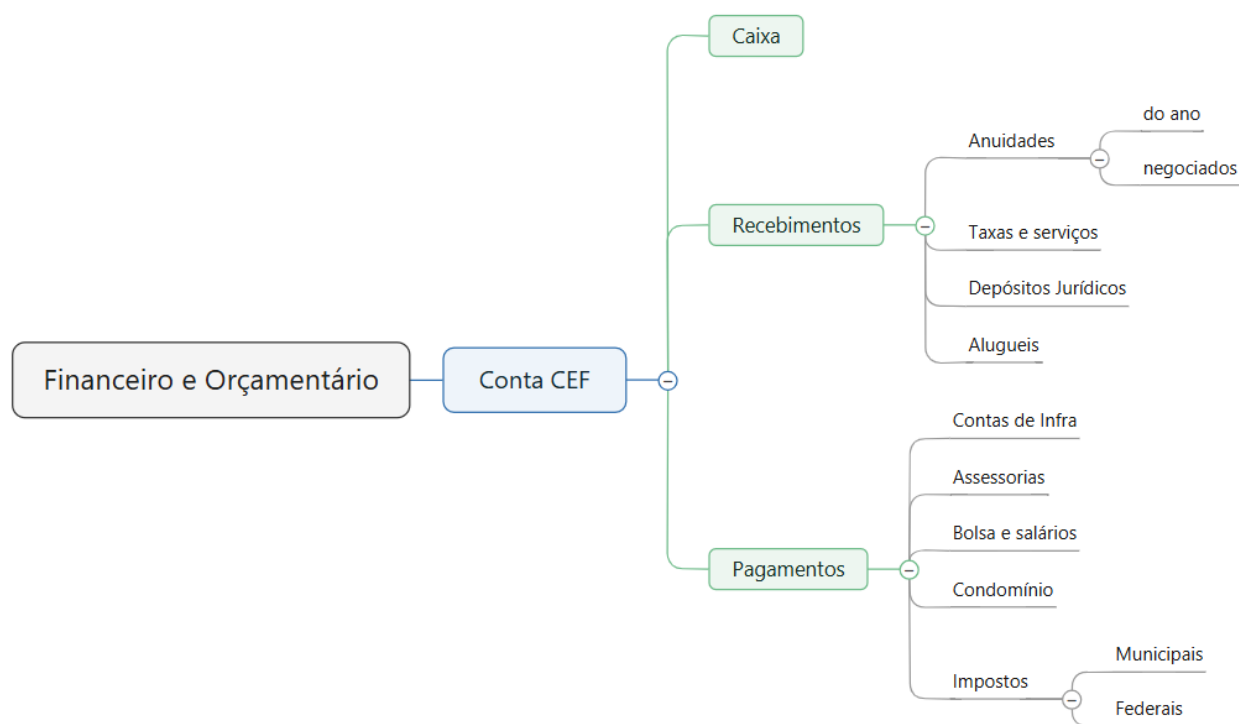 Caixa
do ano
Anuidades
negociados
Recebimentos
Taxas e serviços
Depósitos Jurídicos
Alugueis
Financeiro e Orçamentário
Conta CEF
Contas de Infra
Assessorias
Bolsa e salários
Pagamentos
Condomínio
Municipais
Impostos
Federais